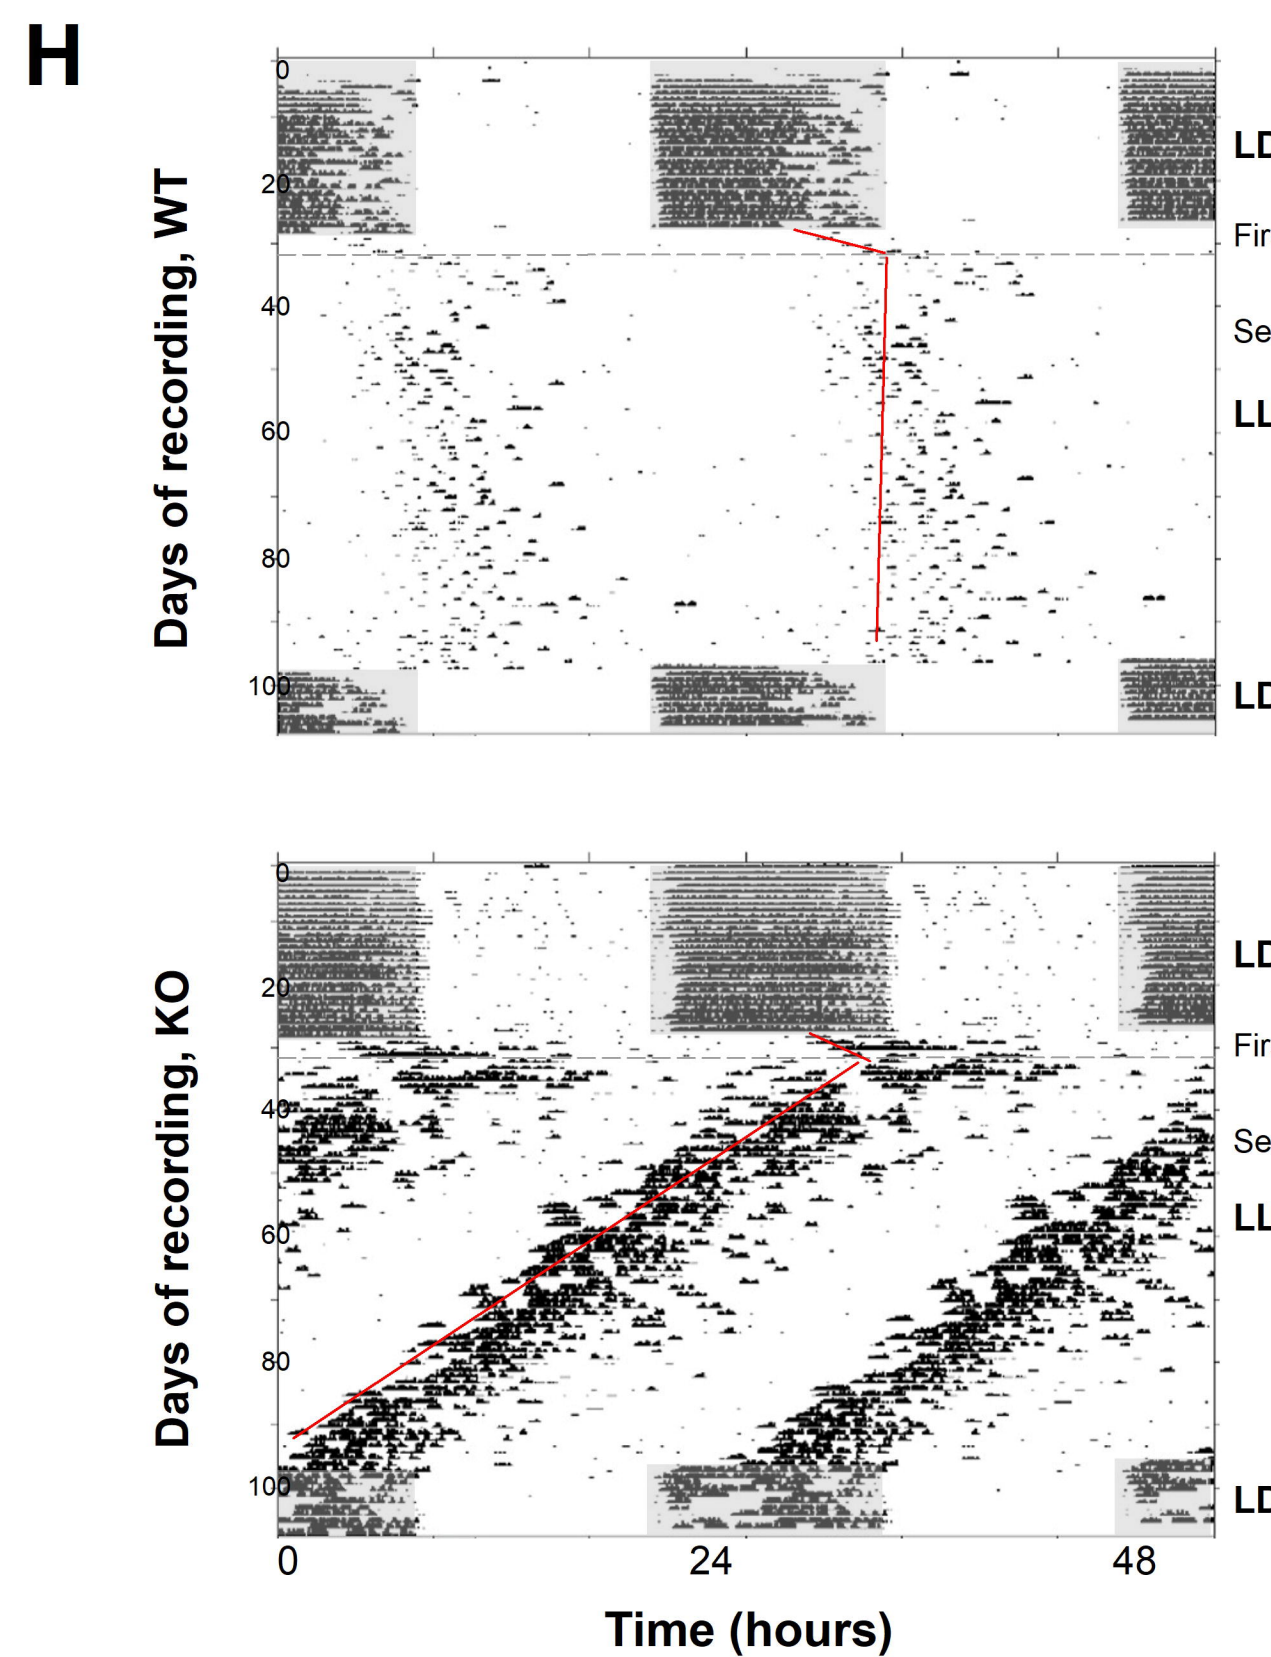 H
Days of recording, WT
0
20
40
60
80
100
LD
Fir
Se
LL
LD
Days of recording, KO
0
20
40
60
80
100
LD
Fir
Se
LL
LD
0 24 48
Time (hours)